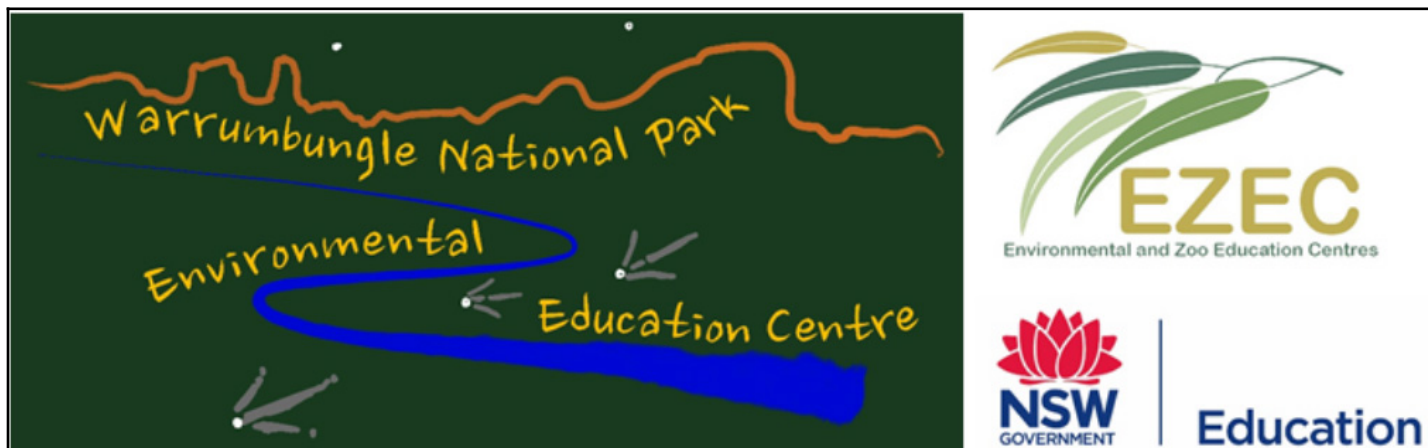 Warrumbungle National Park
Environmental
Education Centre
EZEC
Environmental and Zoo Education Centres
NSW
GOVERNMENT
Education